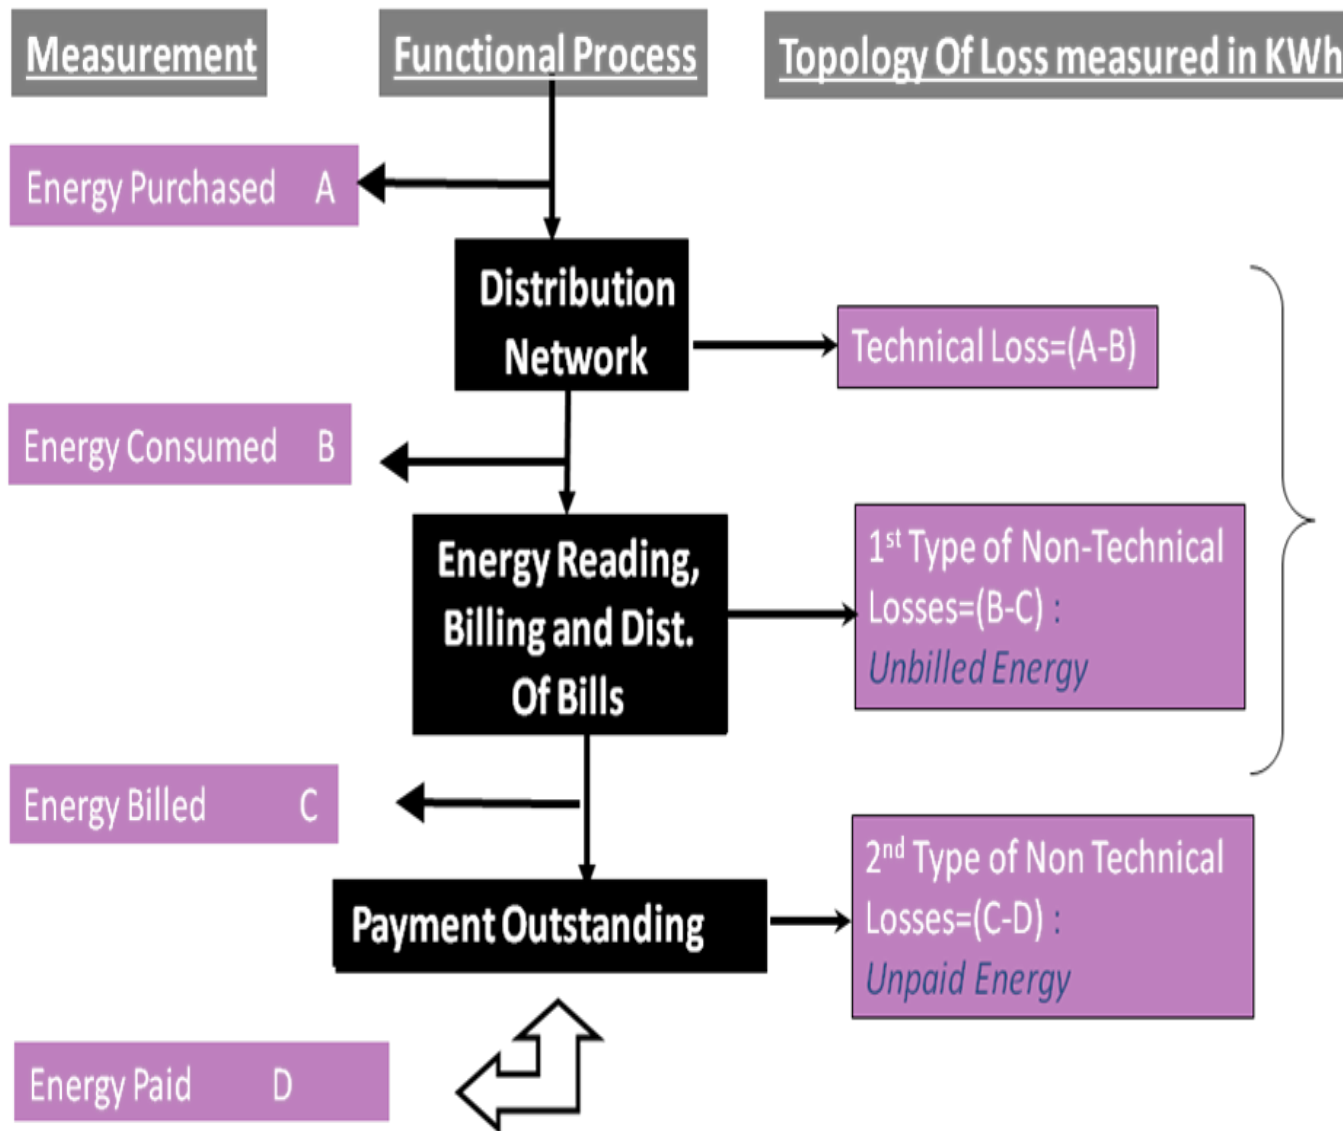 Measurement
Functional Process
Topology Of Loss measured in KWh
Energy Purchased A
Distribution
Network
Technical Loss=(A-B)
Energy Consumed B
Energy Reading,
Billing and Dist.
Of Bills
1st Type of Non-Technical
Losses=(B-C) :
Unbilled Energy
Energy Billed C
Payment Outstanding
2nd Type of Non Technical
Losses=(C-D) :
Unpaid Energy
Energy Paid D